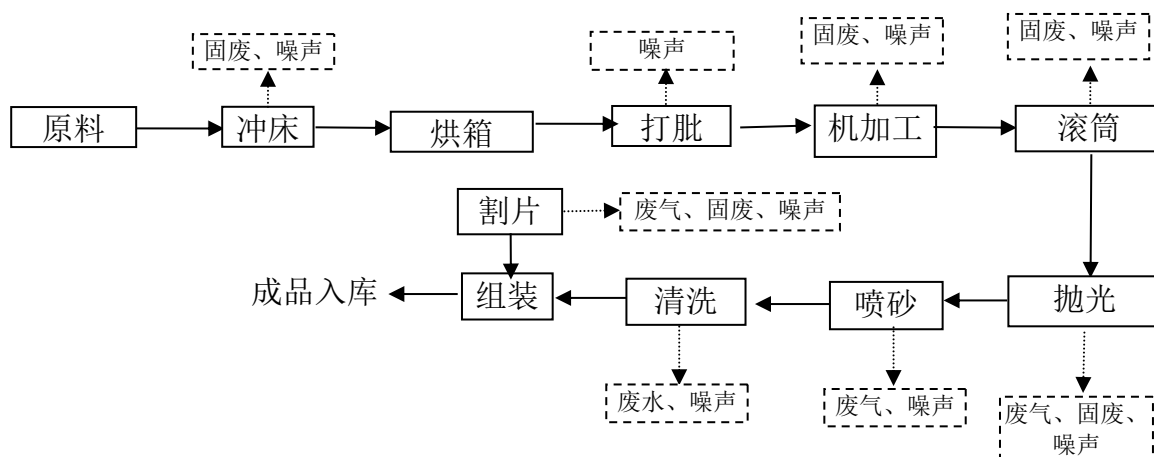 固废、噪声
噪声
固废、噪声
固废、噪声
原料
冲床
烘箱
打肶
机加工
滚筒
割片
废气、固废、噪声
成品入库
组装
清洗
喷砂
抛光
废水、噪声
废气、噪声
废气、固废、
噪声